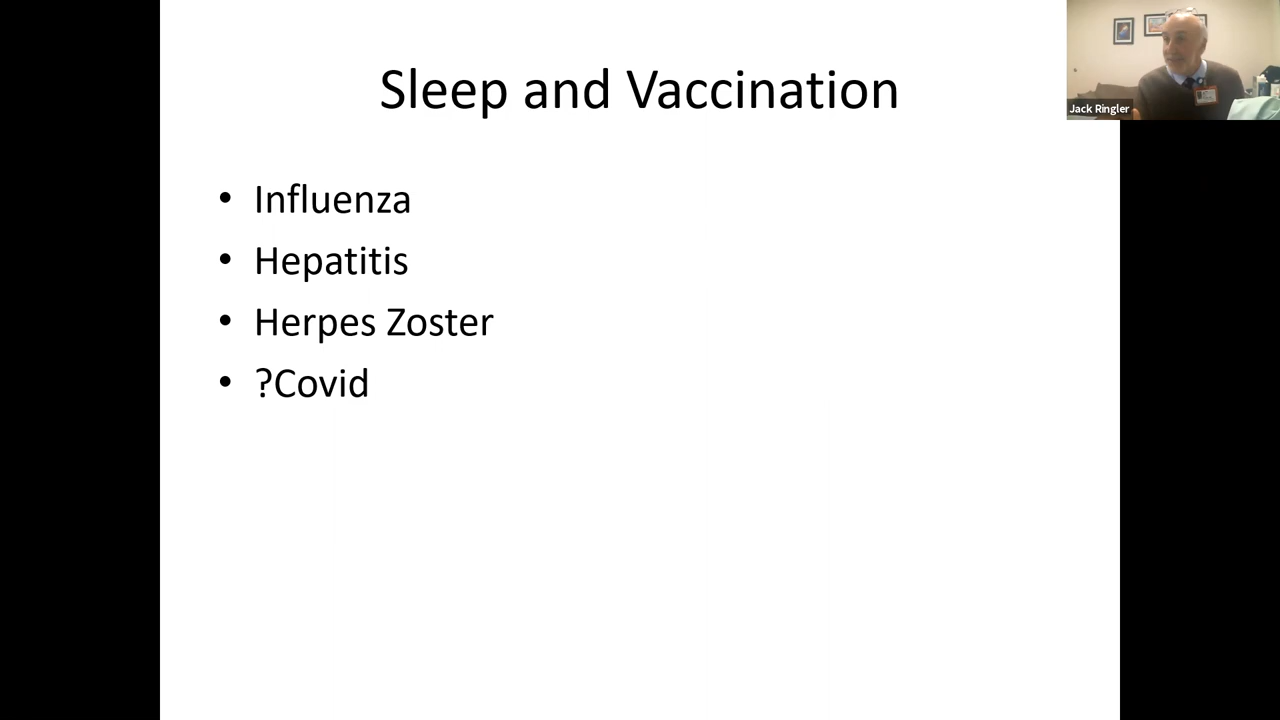 Sleep and Vaccination
Jack Ringler
• Influenza
• Hepatitis
• Herpes Zoster
• ?Covid